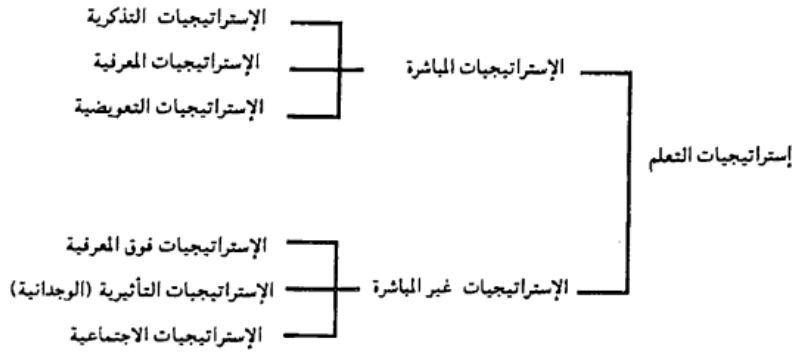 إستراتيجيات التعلم
الإستراتيجيات المباشرة
الإستراتيجيات التذكرية
الإستراتيجيات المعرفية
الإستراتيجيات التعويضية
الإستراتيجيات غير المباشرة
الإستراتيجيات فوق المعرفية
الإستراتيجيات التأثيرية (الوجدانية)
الإستراتيجيات الاجتماعية